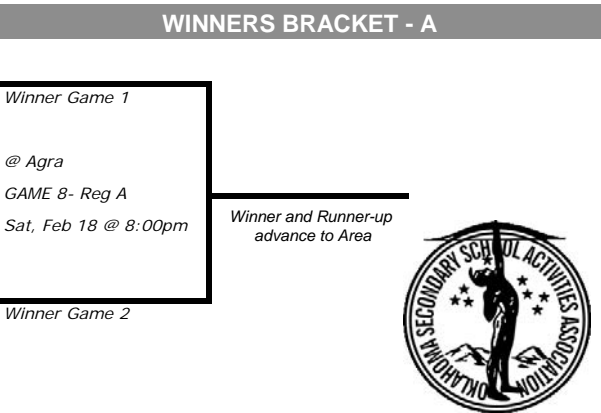 WINNERS BRACKET - A
Winner Game 1
@ Agra
GAME 8- Reg A
Sat, Feb 18 @ 8:00pm
Winner and Runner-up
advance to Area
Winner Game 2
OKLAHOMA SECONDARY SCHOOL ACTIVITIES ASSOCIATION